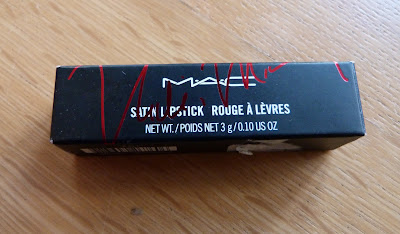 MAC
SATIN LIPSTICK ROUGE À LÈVRES
NET WT./POIDS NET 3 g/0.10 US OZ